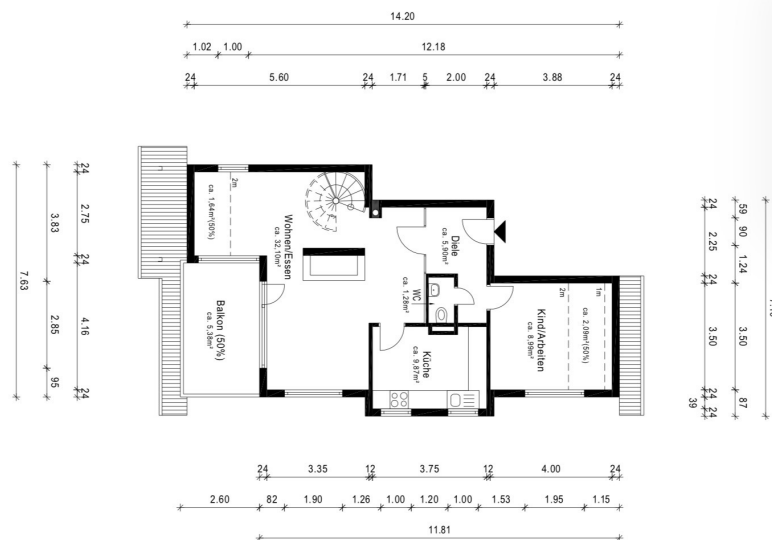 14.20
1.02 1.00 12.18
24 5.60 24 1.71 5 2.00 24 3.88 24
7.63
3.83 2.85 95
24 2.75 24 4.16 24
2m
ca. 1,64m²(50%)
Wohnen/Essen
ca. 32,10m²
Balkon (50%)
ca. 5,38m²
Diele
ca. 5,90m²
WC
ca. 1,28m²
Küche
ca. 9,87m²
Kind/Arbeiten
ca. 8,99m²
2m
1m
ca. 2,09m²(50%)
24 2.25 24 3.50 24 24
39
59 90 1.24 3.50 87
24 3.35 12 3.75 12 4.00 24
2.60 82 1.90 1.26 1.00 1.20 1.00 1.53 1.95 1.15
11.81